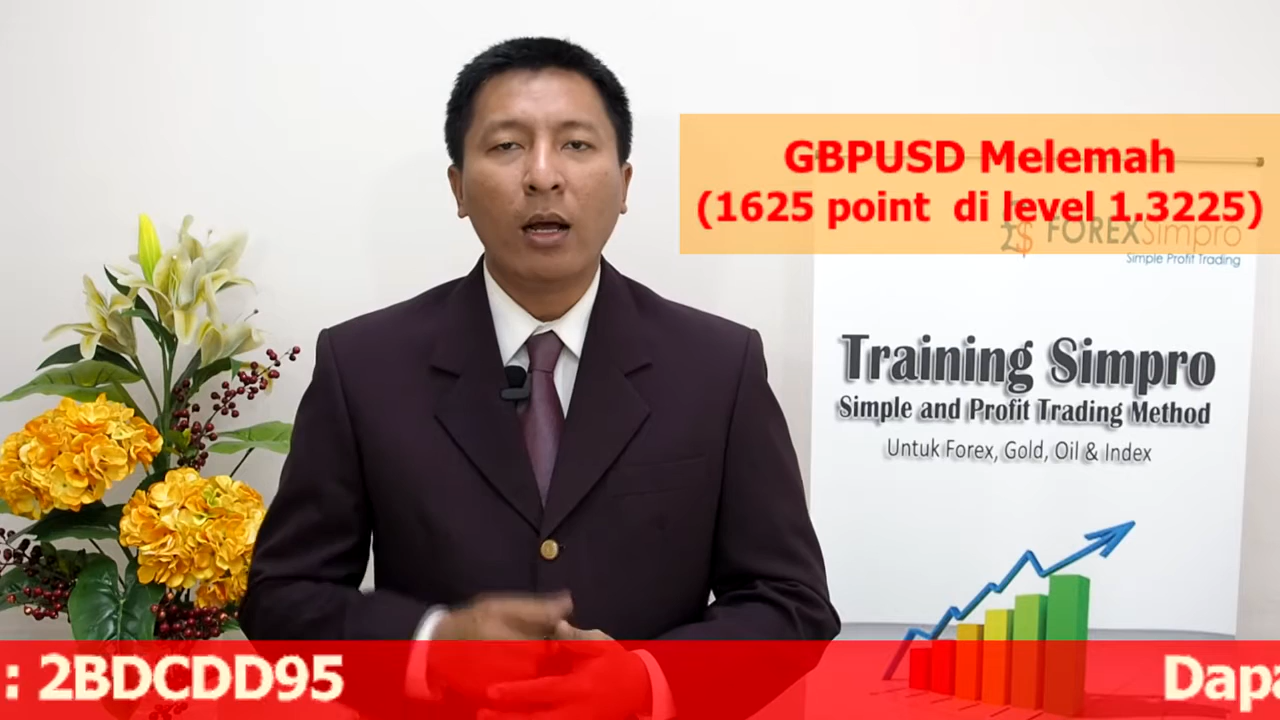 GBPUSD Melemah
(1625 point di level 1.3225)
£$ FOREXSimpro
Simple Profit Trading
Training Simpro
Simple and Profit Trading Method
Untuk Forex, Gold, Oil & Index
: 2BDCDD95
Dapa